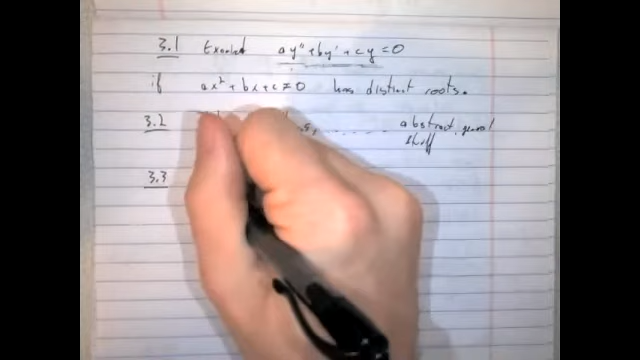 3.1 ay" + by' + cy = 0
if ax² + bx + c ≠ 0 has distinct roots.
3.2 abstract, general
stuff
3.3